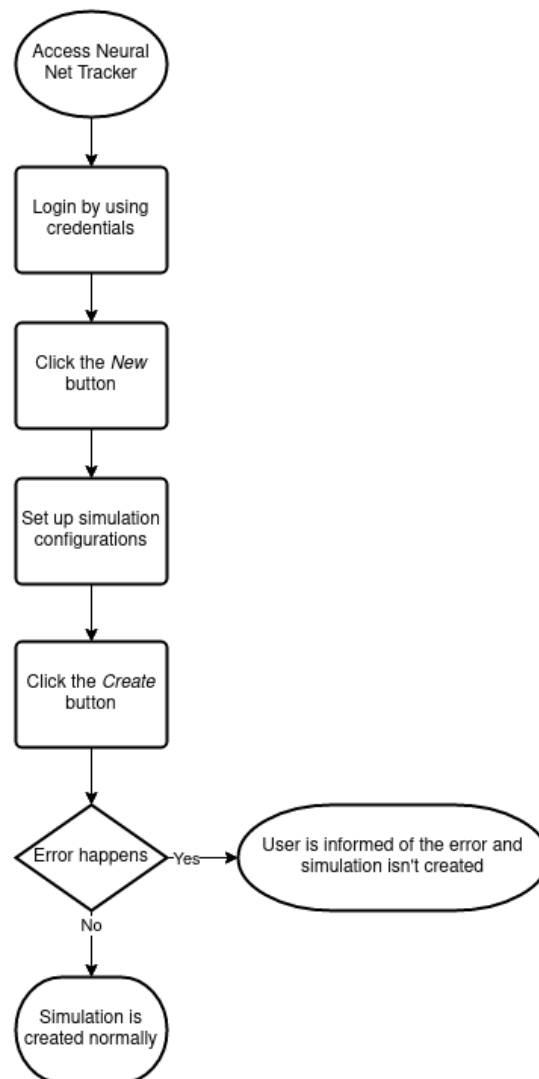 Access Neural
Net Tracker
Login by using
credentials
Click the New
button
Set up simulation
configurations
Click the Create
button
Error happens
Yes
User is informed of the error and
simulation isn't created
No
Simulation is
created normally